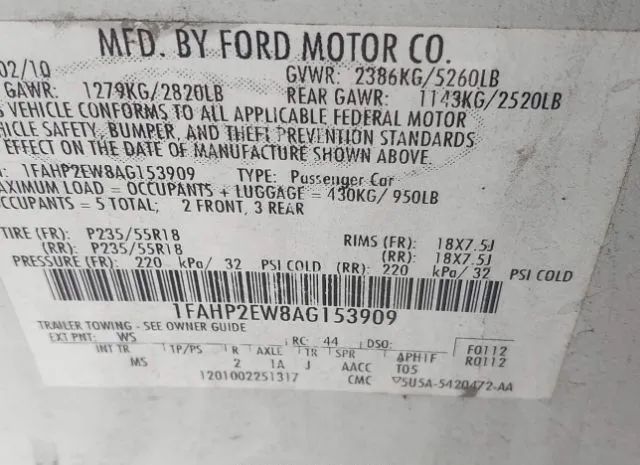 MFD. BY FORD MOTOR CO.
02/10
GVWR: 2386KG/5260LB
GAWR: 1279KG/2820LB REAR GAWR: 1143KG/2520LB
S VEHICLE CONFORMS TO ALL APPLICABLE FEDERAL MOTOR
HICLE SAFETY, BUMPER, AND THEFT PREVENTION STANDARDS
EFFECT ON THE DATE OF MANUFACTURE SHOWN ABOVE.
1FAHP2EW8AG153909 TYPE: Passenger Car
AXIMUM LOAD = OCCUPANTS + LUGGAGE = 430KG/ 950LB
OCCUPANTS = 5 TOTAL; 2 FRONT, 3 REAR
TIRE (FR): P235/55R18 RIMS (FR): 18X7.5J
(RR): P235/55R18 (RR): 18X7.5J
PRESSURE (FR): 220 kPa/ 32 PSI COLD (RR): 220 kPa/ 32 PSI COLD
1FAHP2EW8AG153909
TRAILER TOWING - SEE OWNER GUIDE
EXT PNT: WS RC: 44 DSO:
INT TR TP/PS R AXLE TR SPR APHIF F0112
MS 2 1A J AACC T05 R0112
1201002251317 CMC 5U5A-5420472-AA